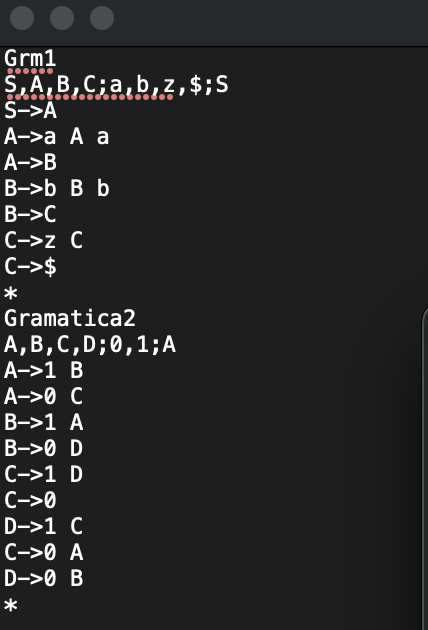 Grm1
S,A,B,C;a,b,z,$;S
S->A
A->a A a
A->B
B->b B b
B->C
C->z C
C->$
*
Gramatica2
A,B,C,D;0,1;A
A->1 B
A->0 C
B->1 A
B->0 D
C->1 D
C->0
D->1 C
C->0 A
D->0 B
*